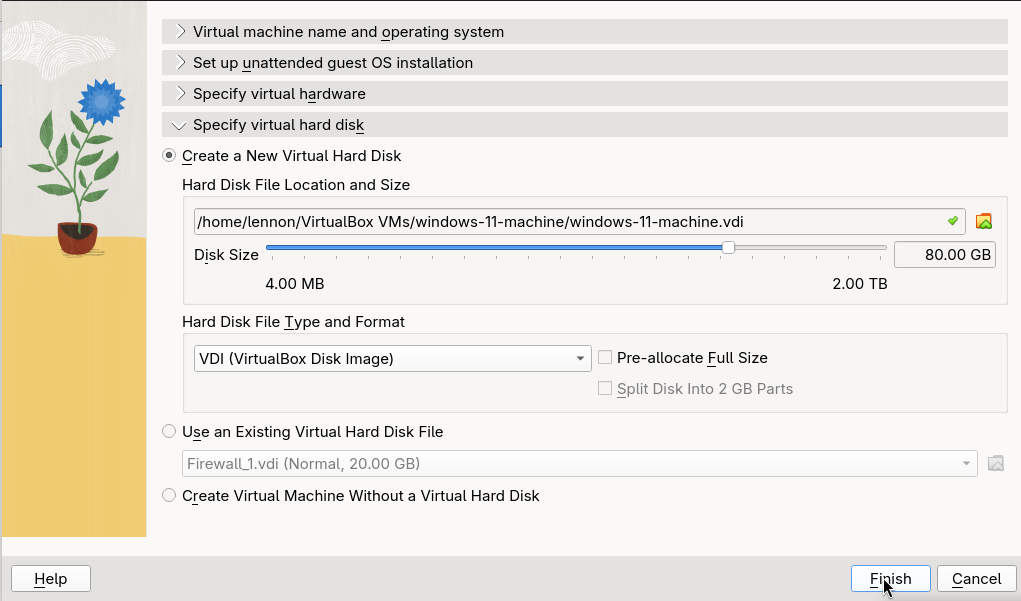 Virtual machine name and operating system
Set up unattended guest OS installation
Specify virtual hardware
Specify virtual hard disk
Create a New Virtual Hard Disk
Hard Disk File Location and Size
/home/lennon/VirtualBox VMs/windows-11-machine/windows-11-machine.vdi
Disk Size
80.00 GB
4.00 MB 2.00 TB
Hard Disk File Type and Format
VDI (VirtualBox Disk Image) Pre-allocate Full Size
Split Disk Into 2 GB Parts
Use an Existing Virtual Hard Disk File
Firewall_1.vdi (Normal, 20.00 GB)
Create Virtual Machine Without a Virtual Hard Disk
Help Finish Cancel